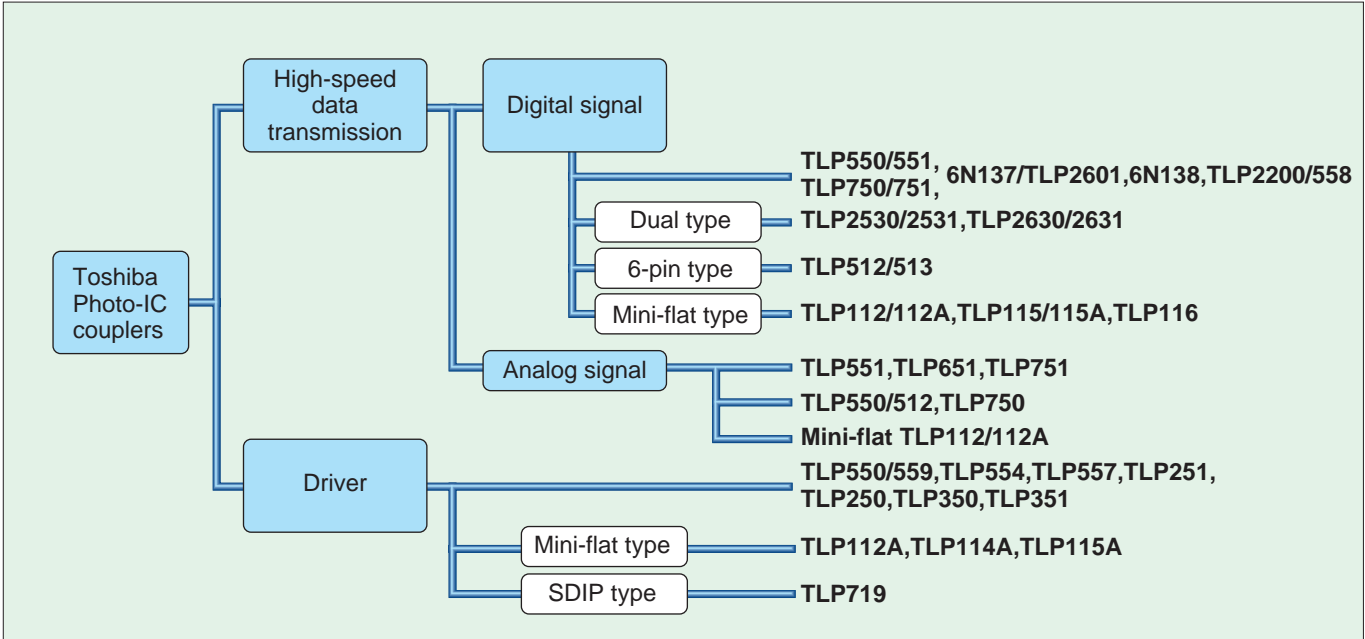 High-speed
data
transmission
Digital signal
TLP550/551,
TLP750/751,
6N137/TLP2601,6N138,TLP2200/558
Dual type
TLP2530/2531,TLP2630/2631
6-pin type
TLP512/513
Mini-flat type
TLP112/112A,TLP115/115A,TLP116
Toshiba
Photo-IC
couplers
Analog signal
TLP551,TLP651,TLP751
TLP550/512,TLP750
Mini-flat TLP112/112A
Driver
TLP550/559,TLP554,TLP557,TLP251,
TLP250,TLP350,TLP351
Mini-flat type
TLP112A,TLP114A,TLP115A
SDIP type
TLP719